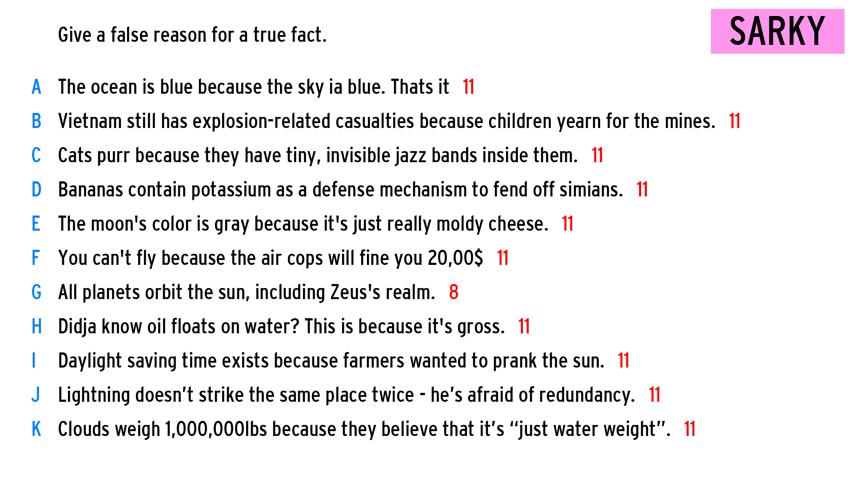 Give a false reason for a true fact.
SARKY
A The ocean is blue because the sky ia blue. Thats it 11
B Vietnam still has explosion-related casualties because children yearn for the mines. 11
C Cats purr because they have tiny, invisible jazz bands inside them. 11
D Bananas contain potassium as a defense mechanism to fend off simians. 11
E The moon's color is gray because it's just really moldy cheese. 11
F You can't fly because the air cops will fine you 20,00$ 11
G All planets orbit the sun, including Zeus's realm. 8
H Didja know oil floats on water? This is because it's gross. 11
I Daylight saving time exists because farmers wanted to prank the sun. 11
J Lightning doesn’t strike the same place twice - he’s afraid of redundancy. 11
K Clouds weigh 1,000,000lbs because they believe that it’s “just water weight”. 11